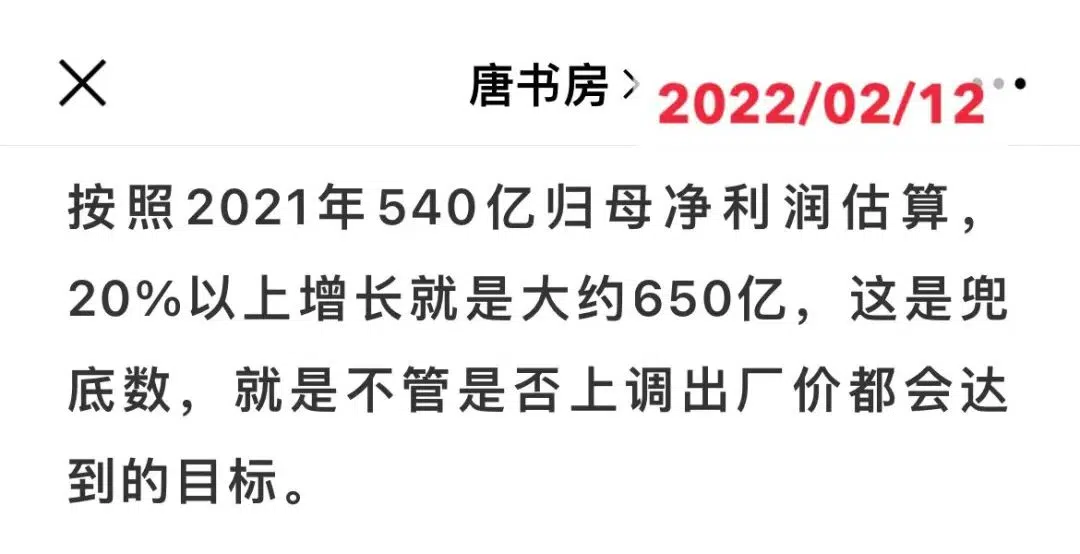 唐书房
2022/02/12
按照2021年540亿归母净利润估算，
20%以上增长就是大约650亿，这是兜
底数，就是不管是否上调出厂价都会达
到的目标。